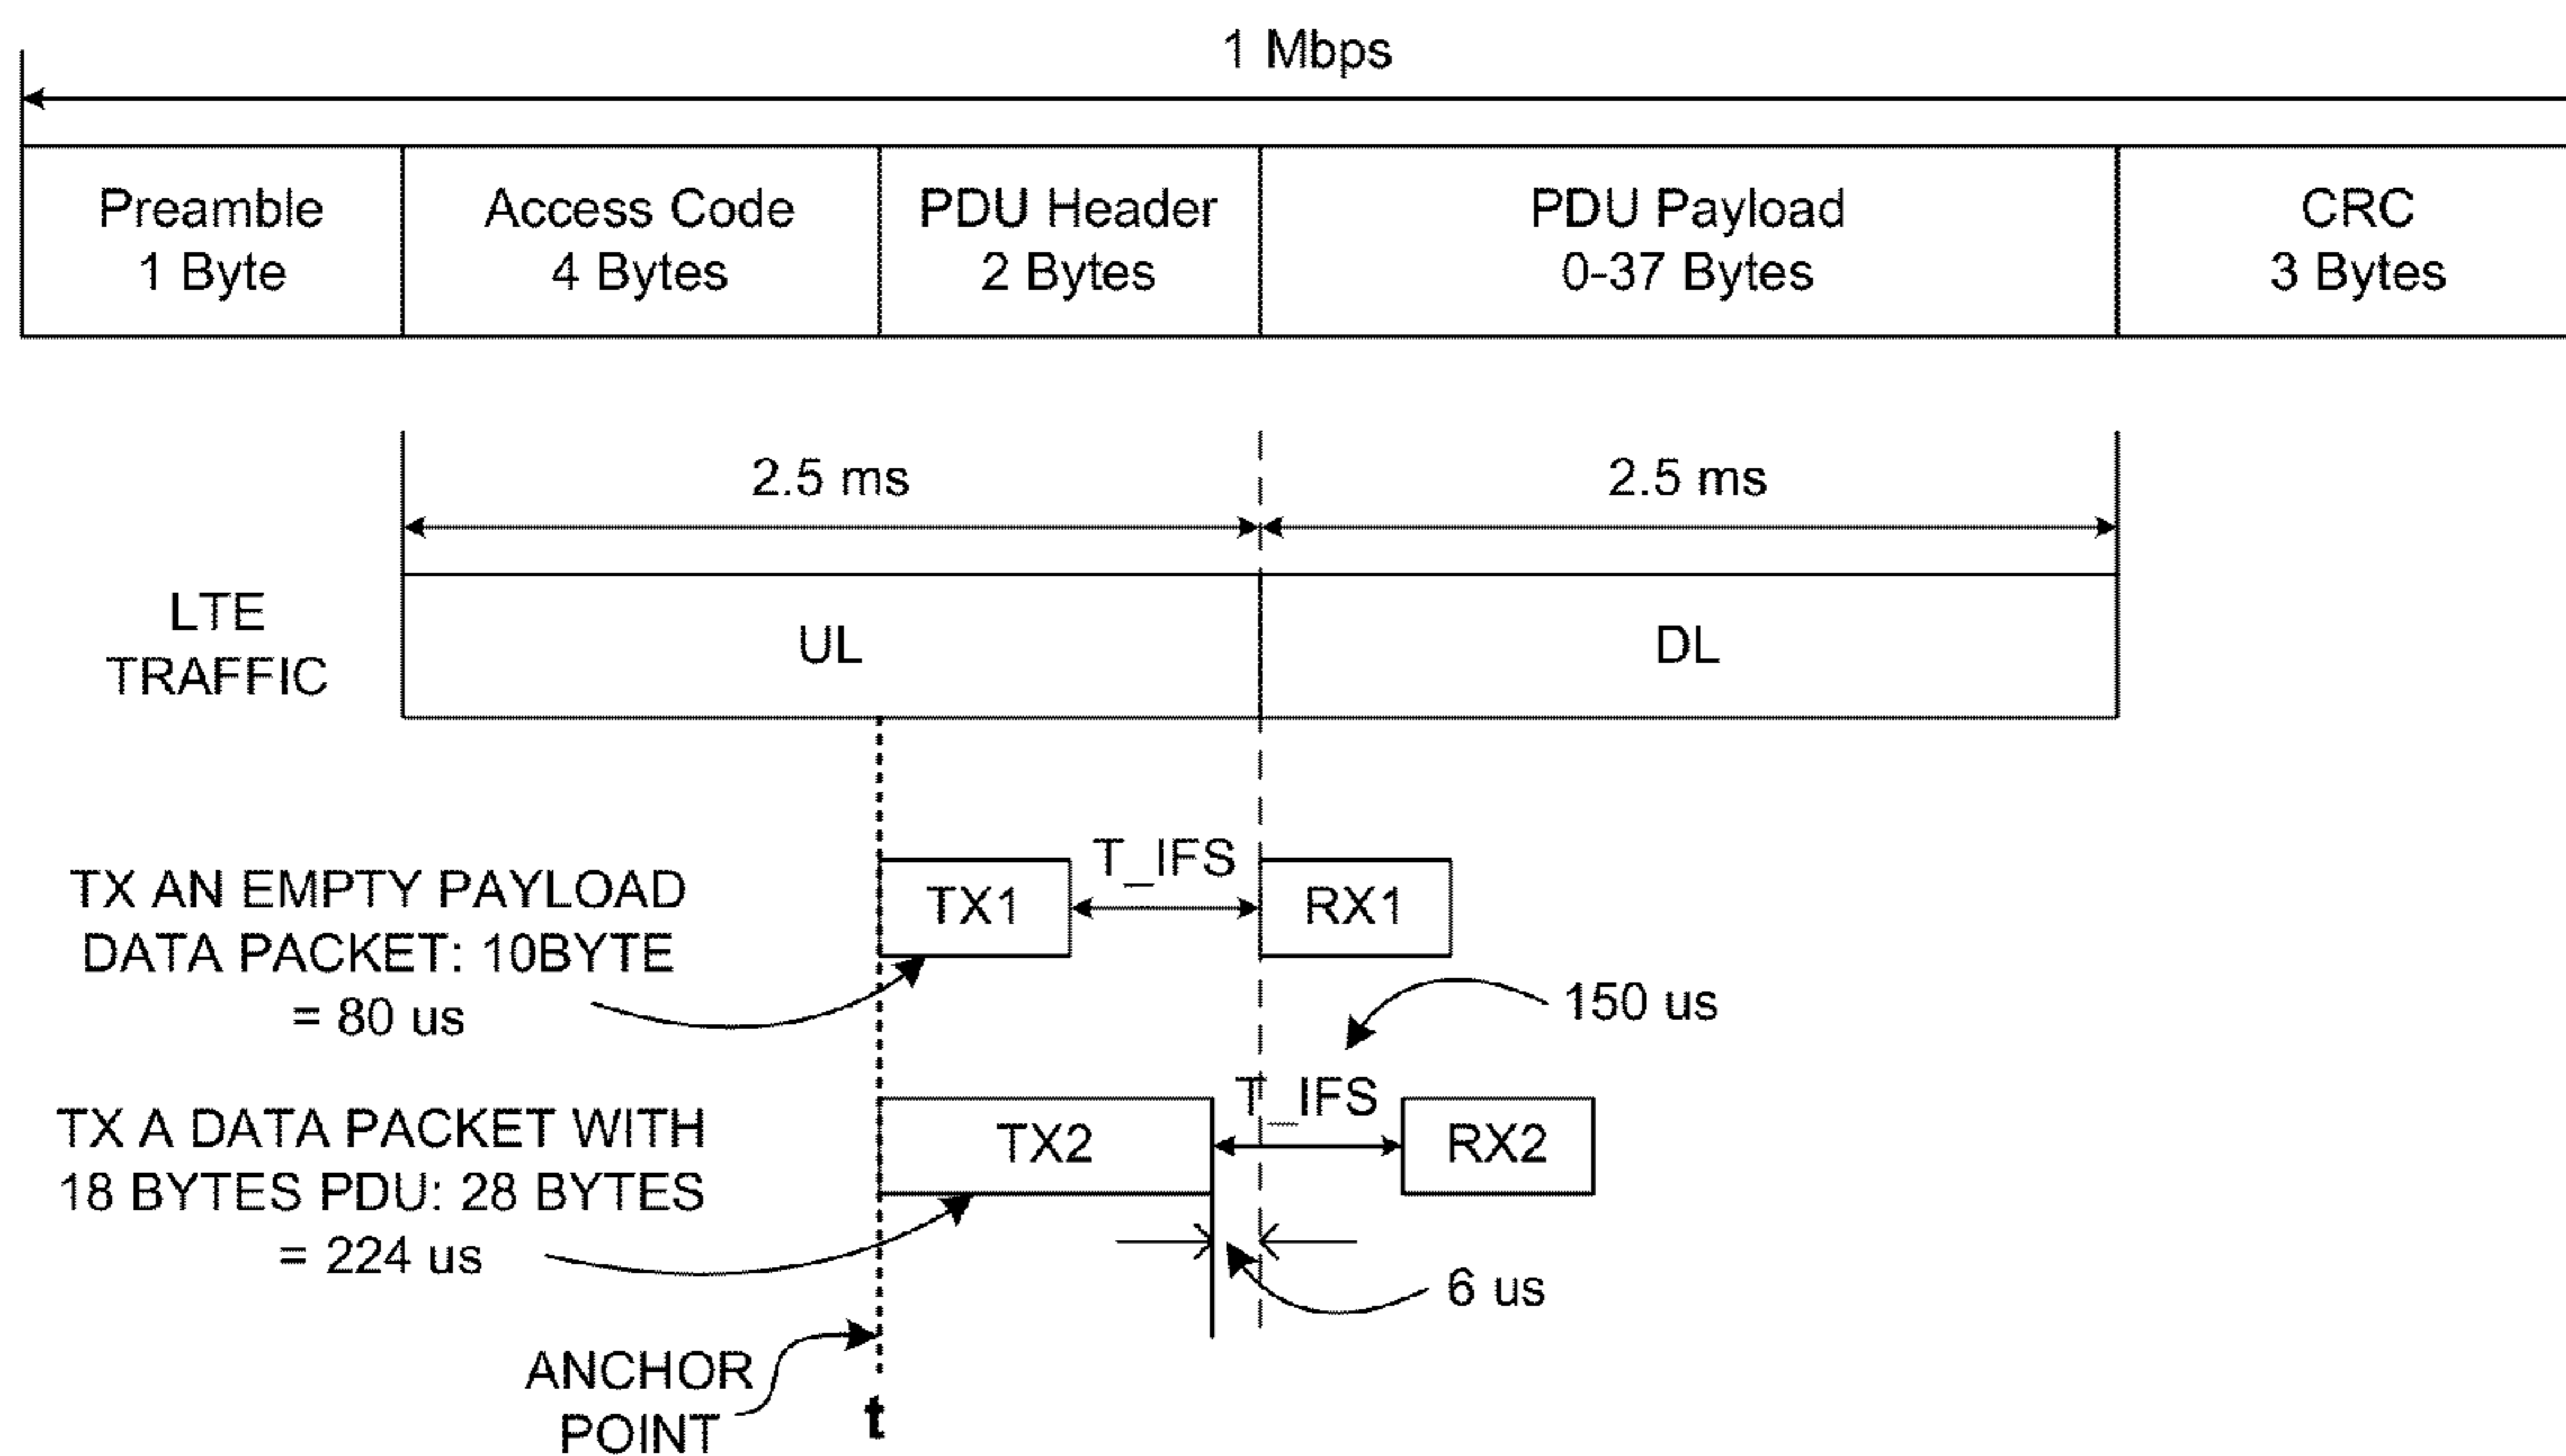 1 Mbps
Preamble
1 Byte
Access Code
4 Bytes
PDU Header
2 Bytes
PDU Payload
0-37 Bytes
CRC
3 Bytes
2.5 ms
2.5 ms
LTE
TRAFFIC
UL
DL
TX AN EMPTY PAYLOAD
DATA PACKET: 10BYTE
= 80 us
TX1
T_IFS
RX1
150 us
TX A DATA PACKET WITH
18 BYTES PDU: 28 BYTES
= 224 us
TX2
T_IFS
RX2
6 us
ANCHOR
POINT
t